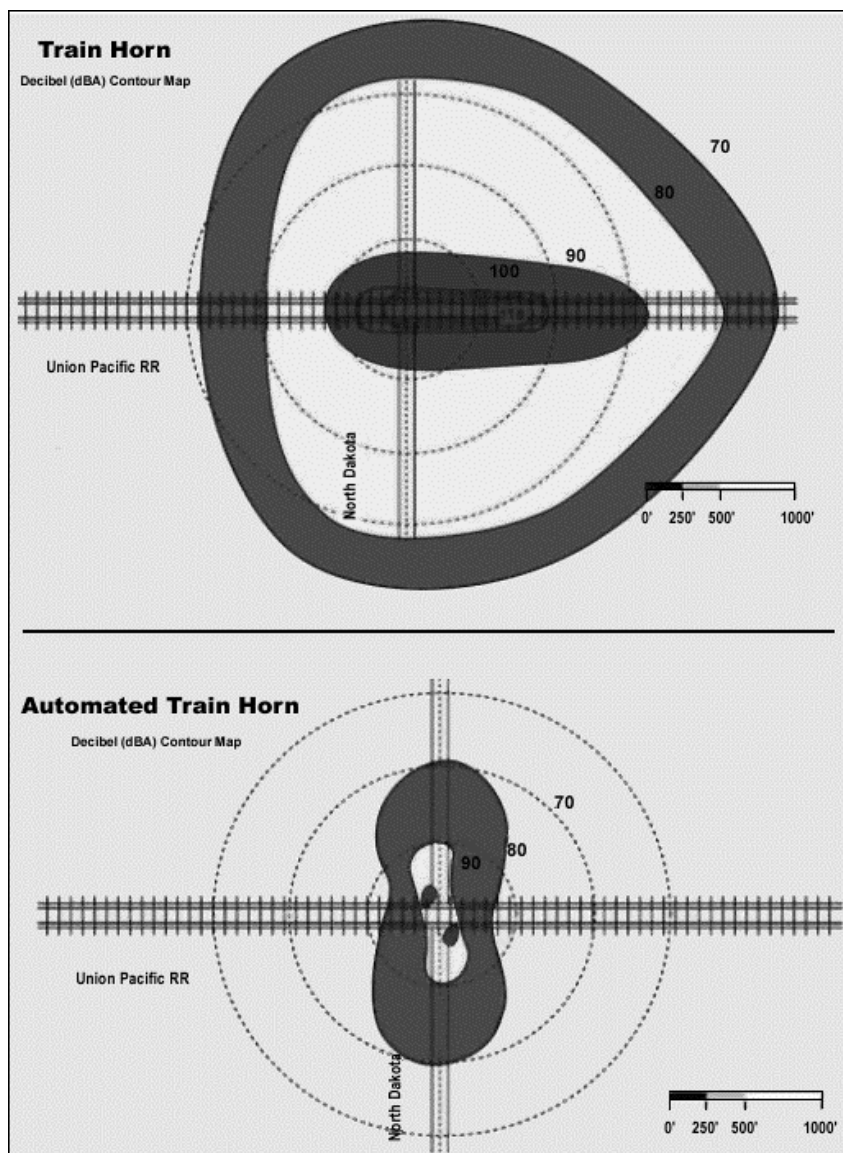 Train Horn
Decibel (dBA) Contour Map
70
80
90
100
110
Union Pacific RR
North Dakota
0' 250' 500' 1000'
Automated Train Horn
Decibel (dBA) Contour Map
70
80
90
Union Pacific RR
North Dakota
0' 250' 500' 1000'